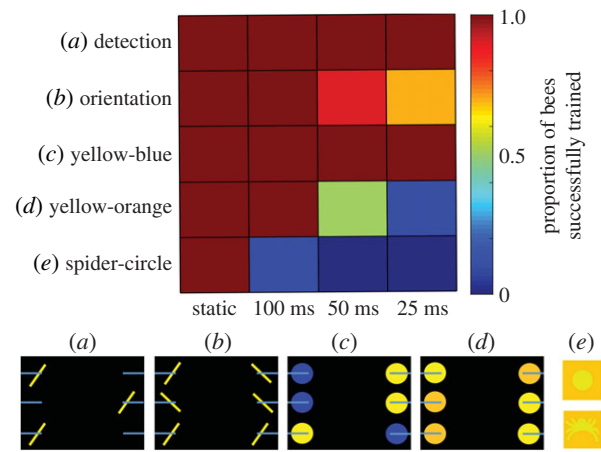 (a) detection
(b) orientation
(c) yellow-blue
(d) yellow-orange
(e) spider-circle
static 100 ms 50 ms 25 ms
1.0
0.5
0
proportion of bees
successfully trained
(a) (b) (c) (d) (e)